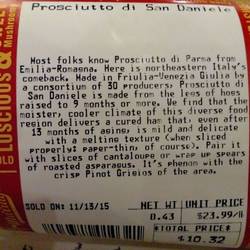 Prosciutto di San Daniele
Most folks know Prosciutto di Parma from
Emilia-Romagna. Here is northeastern Italy's
comeback. Made in Friulia-Venezia Giulia by
a consortium of 30 producers Prosciutto di
San Daniele is made from the legs of hogs
raised to 9 months or more. We find that the
moister, cooler climate of this diverse food
region delivers a cured ham that, even after
13 months of aging, is mild and delicate
with a melting texture (when sliced
properly: paper-thin, of course). Pair it
with slices of cantaloupe or wrap up spears
of roasted asparagus. It's phenom with the
crisp Pinot Grigios of the area.
NET WT UNIT PRICE
SOLD ON: 11/13/15 0.43 $23.99/
TOTAL PRICE
$10.32
LUSCIOUS &